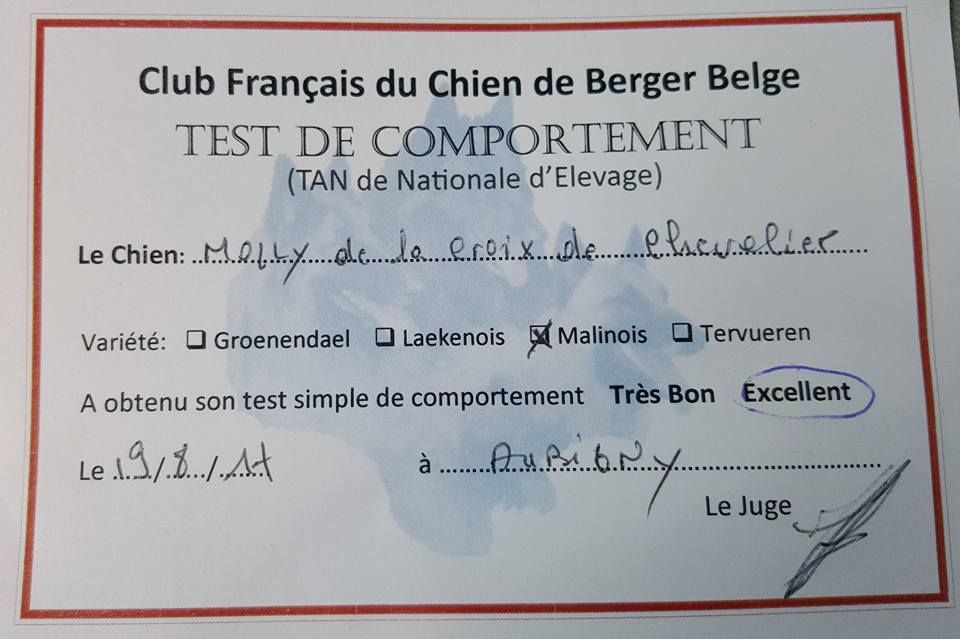 Club Français du Chien de Berger Belge
TEST DE COMPORTEMENT
(TAN de Nationale d'Elevage)
Le Chien: Molly de la Croix de Chevelier
Variété: ☐ Groenendael ☐ Laekenois ☒ Malinois ☐ Tervueren
A obtenu son test simple de comportement Très Bon Excellent
Le 19/8/17 à AUBIGNY
Le Juge